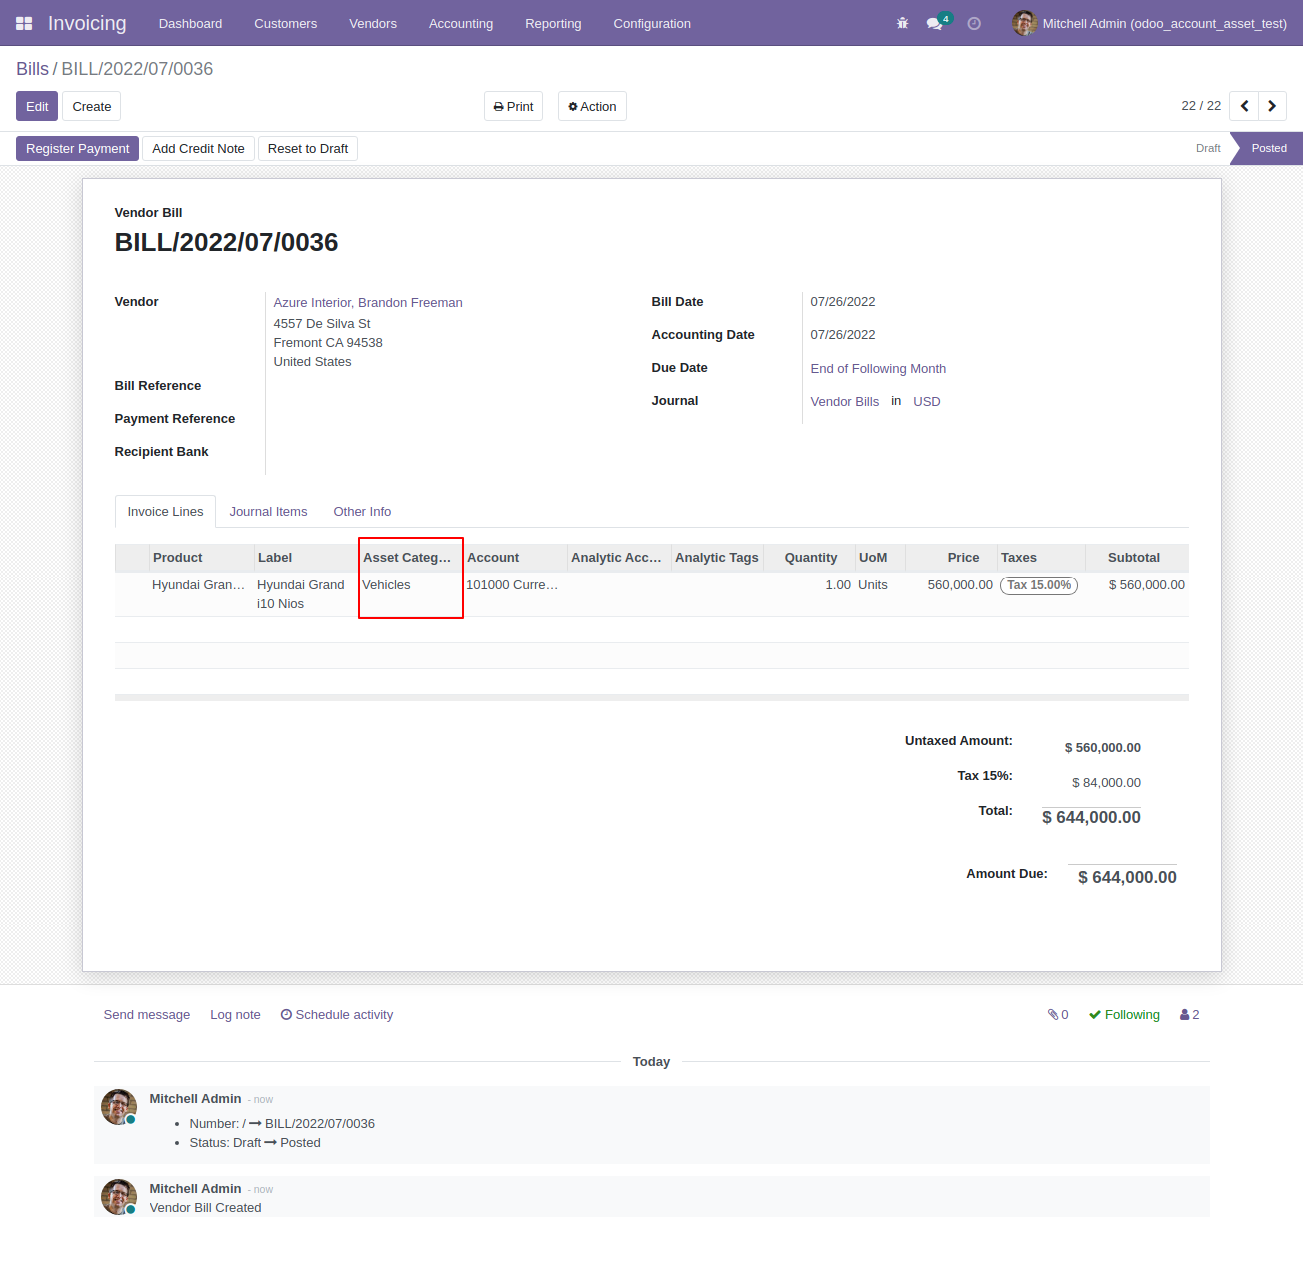 Invoicing Dashboard Customers Vendors Accounting Reporting Configuration 4 Mitchell Admin (odoo_account_asset_test)
Bills / BILL/2022/07/0036
Edit Create Print Action 22 / 22
Register Payment Add Credit Note Reset to Draft Draft Posted
Vendor Bill
BILL/2022/07/0036
Vendor Azure Interior, Brandon Freeman
4557 De Silva St
Fremont CA 94538
United States
Bill Reference
Payment Reference
Recipient Bank
Bill Date 07/26/2022
Accounting Date 07/26/2022
Due Date End of Following Month
Journal Vendor Bills in USD
Invoice Lines Journal Items Other Info
Product Label Asset Categ... Account Analytic Acc... Analytic Tags Quantity UoM Price Taxes Subtotal
Hyundai Gran... Hyundai Grand Vehicles 101000 Curre... 1.00 Units 560,000.00 Tax 15.00% $ 560,000.00
i10 Nios
Untaxed Amount: $ 560,000.00
Tax 15%: $ 84,000.00
Total: $ 644,000.00
Amount Due: $ 644,000.00
Send message Log note Schedule activity 0 Following 2
Today
Mitchell Admin - now
• Number: / → BILL/2022/07/0036
• Status: Draft → Posted
Mitchell Admin - now
Vendor Bill Created